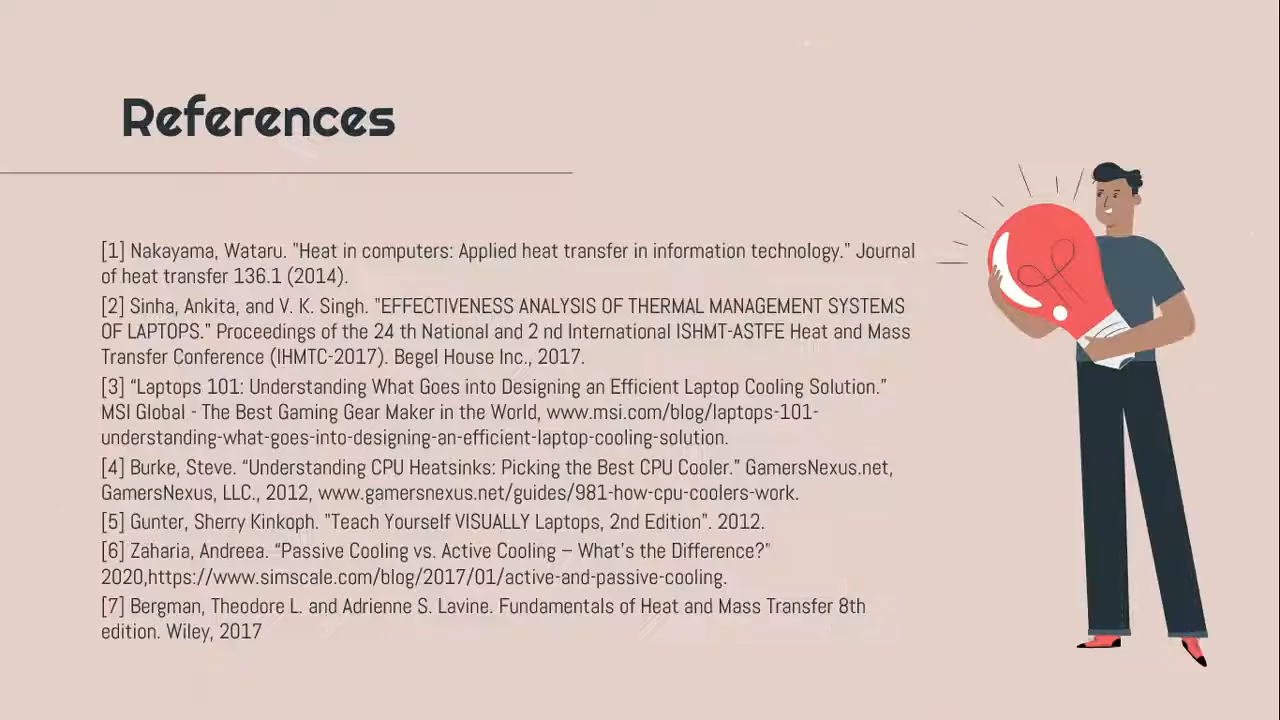 References
[1] Nakayama, Wataru. "Heat in computers: Applied heat transfer in information technology." Journal
of heat transfer 136.1 (2014).
[2] Sinha, Ankita, and V. K. Singh. "EFFECTIVENESS ANALYSIS OF THERMAL MANAGEMENT SYSTEMS
OF LAPTOPS." Proceedings of the 24 th National and 2 nd International ISHMT-ASTFE Heat and Mass
Transfer Conference (IHMTC-2017). Begel House Inc., 2017.
[3] “Laptops 101: Understanding What Goes into Designing an Efficient Laptop Cooling Solution.”
MSI Global - The Best Gaming Gear Maker in the World, www.msi.com/blog/laptops-101-
understanding-what-goes-into-designing-an-efficient-laptop-cooling-solution.
[4] Burke, Steve. “Understanding CPU Heatsinks: Picking the Best CPU Cooler.” GamersNexus.net,
GamersNexus, LLC., 2012, www.gamersnexus.net/guides/981-how-cpu-coolers-work.
[5] Gunter, Sherry Kinkoph. "Teach Yourself VISUALLY Laptops, 2nd Edition". 2012.
[6] Zaharia, Andreea. “Passive Cooling vs. Active Cooling – What’s the Difference?"
2020,https://www.simscale.com/blog/2017/01/active-and-passive-cooling.
[7] Bergman, Theodore L. and Adrienne S. Lavine. Fundamentals of Heat and Mass Transfer 8th
edition. Wiley, 2017